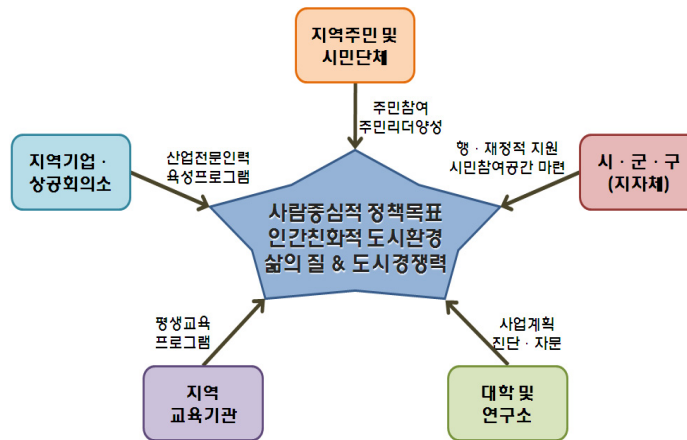 지역주민 및
시민단체
주민참여
주민리더양성
지역기업 ·
상공회의소
산업전문인력
육성프로그램
행 · 재정적 지원
시민참여공간 마련
시 · 군 · 구
(지자체)
사람중심적 정책목표
인간친화적 도시환경
삶의 질 & 도시경쟁력
평생교육
프로그램
사업계획
진단 · 자문
지역
교육기관
대학 및
연구소